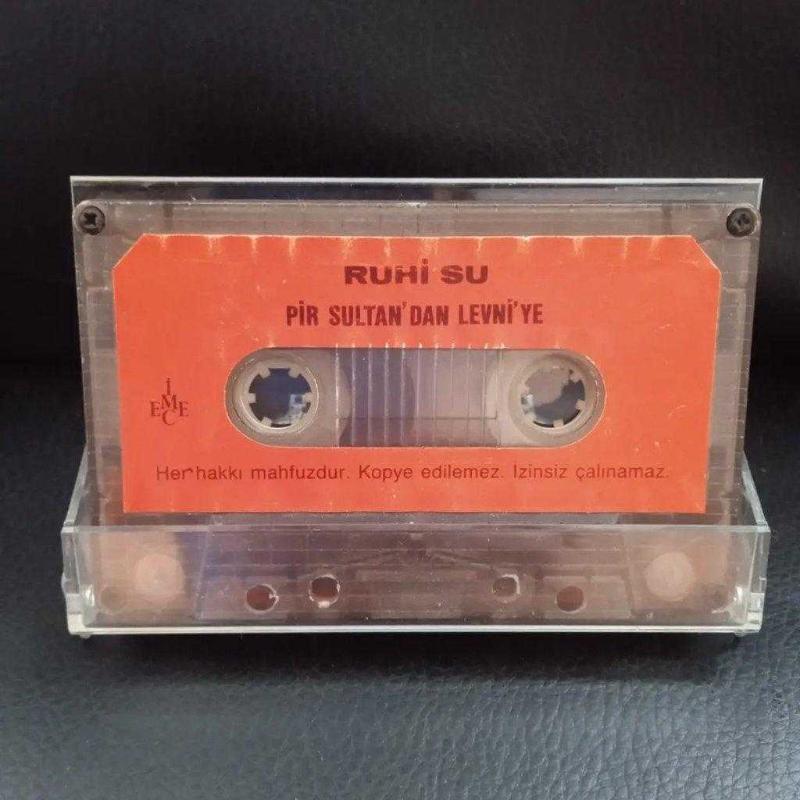 RUHİ SU
PİR SULTAN'DAN LEVNİ'YE
İMECE
Her hakkı mahfuzdur. Kopye edilemez. Izinsiz çalınamaz.